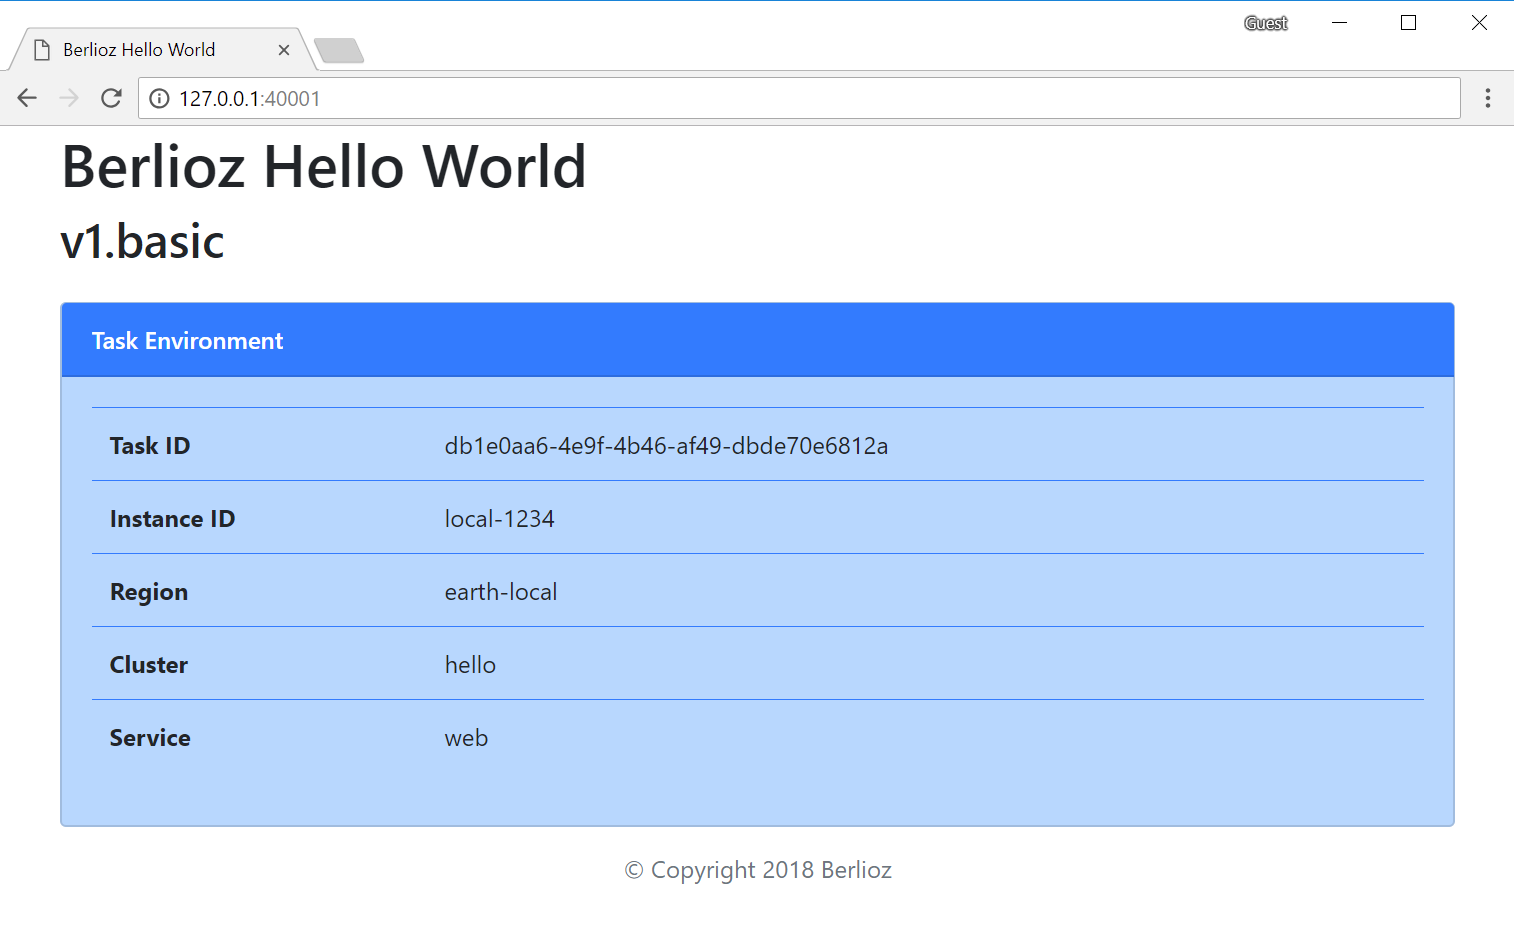 Guest
Berlioz Hello World
127.0.0.1:40001
Berlioz Hello World
v1.basic
Task Environment
Task ID db1e0aa6-4e9f-4b46-af49-dbde70e6812a
Instance ID local-1234
Region earth-local
Cluster hello
Service web
© Copyright 2018 Berlioz